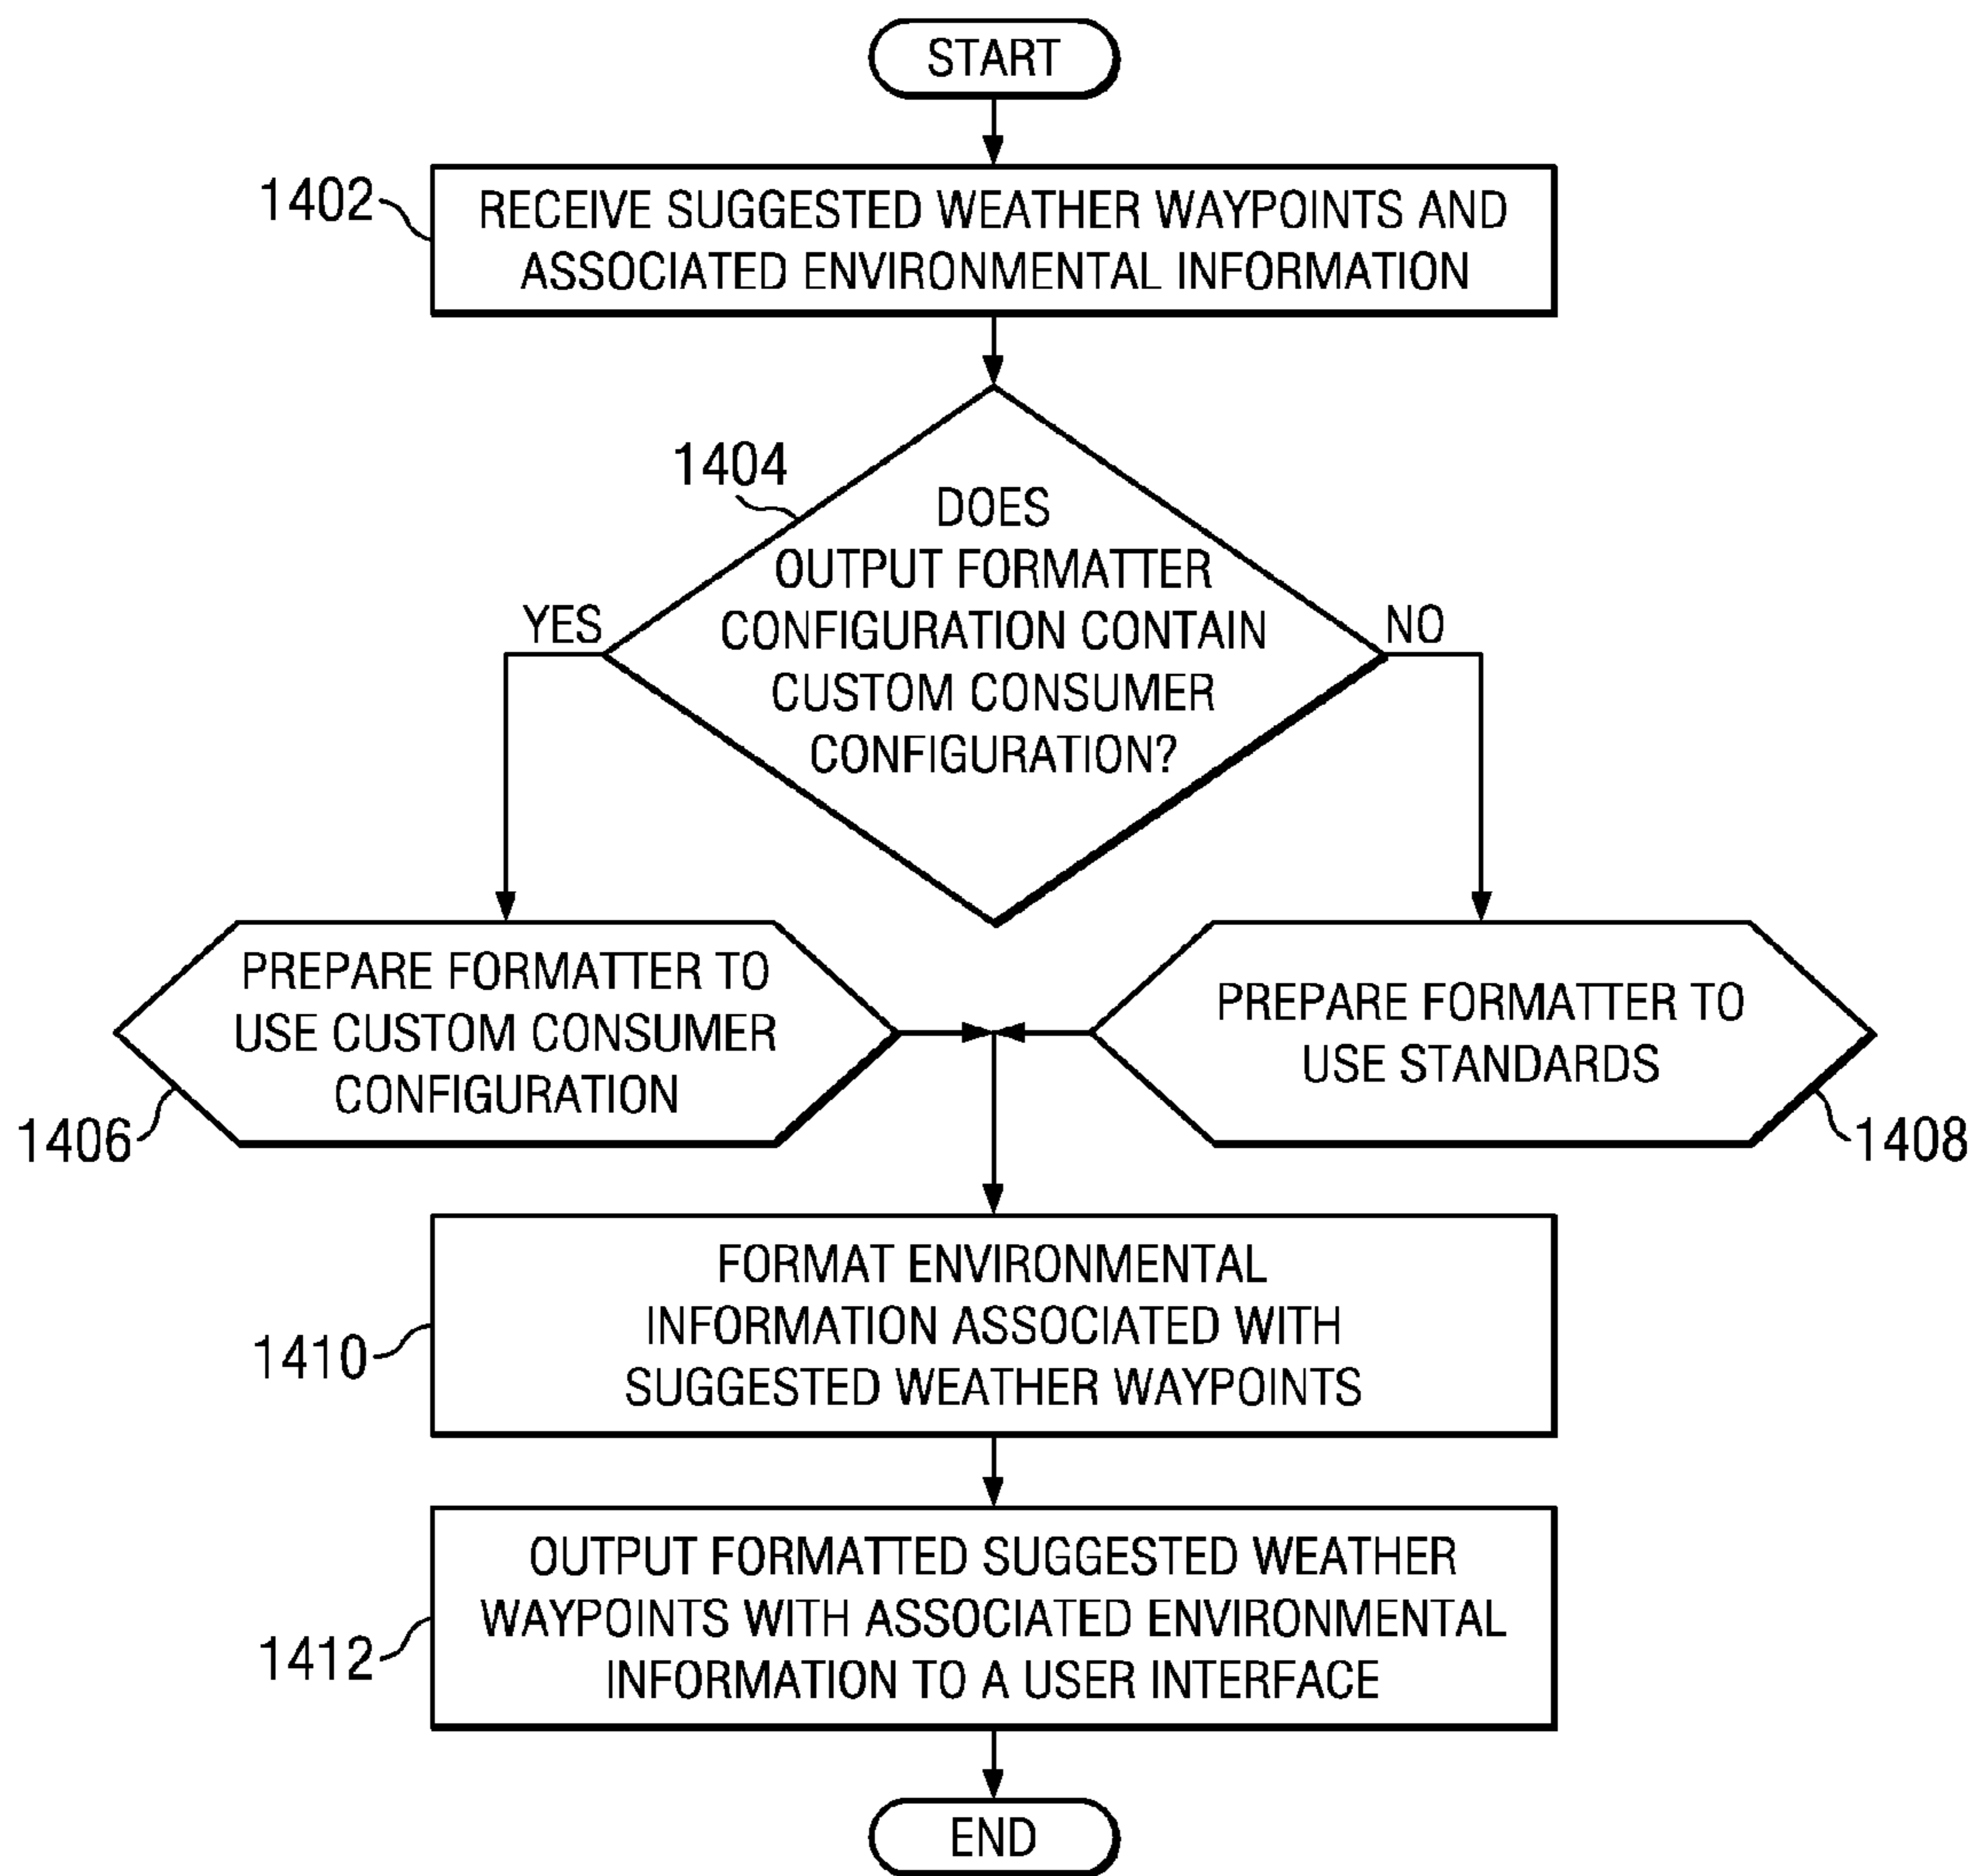 START
1402
RECEIVE SUGGESTED WEATHER WAYPOINTS AND
ASSOCIATED ENVIRONMENTAL INFORMATION
1404
DOES
OUTPUT FORMATTER
CONFIGURATION CONTAIN
CUSTOM CONSUMER
CONFIGURATION?
YES
NO
PREPARE FORMATTER TO
USE CUSTOM CONSUMER
CONFIGURATION
1406
PREPARE FORMATTER TO
USE STANDARDS
1408
FORMAT ENVIRONMENTAL
INFORMATION ASSOCIATED WITH
SUGGESTED WEATHER WAYPOINTS
1410
OUTPUT FORMATTED SUGGESTED WEATHER
WAYPOINTS WITH ASSOCIATED ENVIRONMENTAL
INFORMATION TO A USER INTERFACE
1412
END